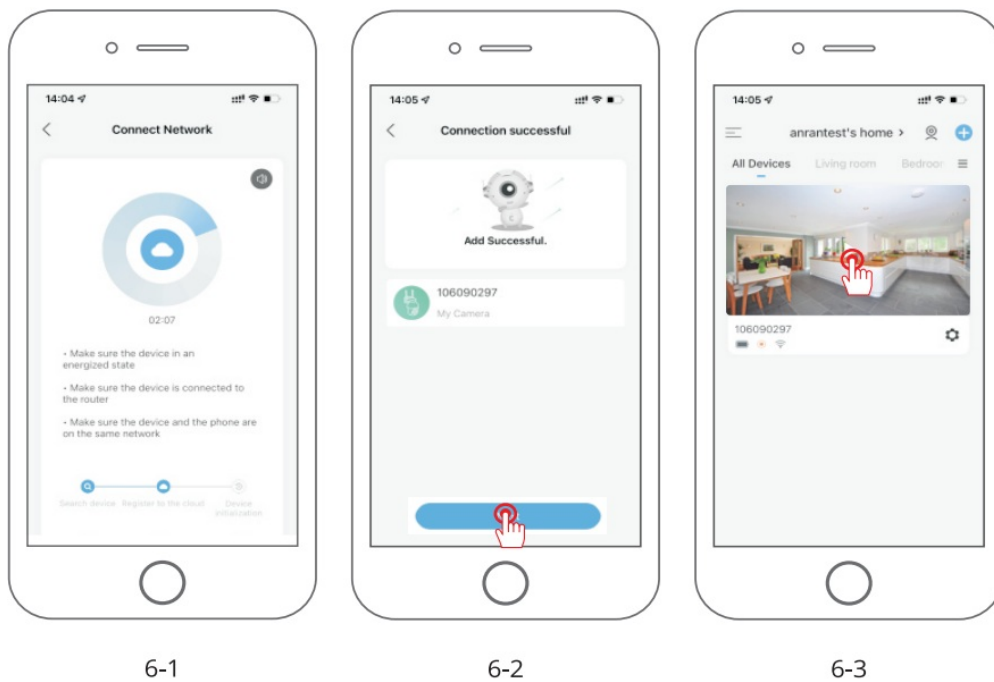 14:04
Connect Network
02:07
• Make sure the device in an
energized state
• Make sure the device is connected to
the router
• Make sure the device and the phone are
on the same network
Search device Register to the cloud Device
initialization
6-1
14:05
Connection successful
Add Successful.
106090297
My Camera
6-2
14:05
anrantest's home >
All Devices Living room Bedroor
106090297
6-3